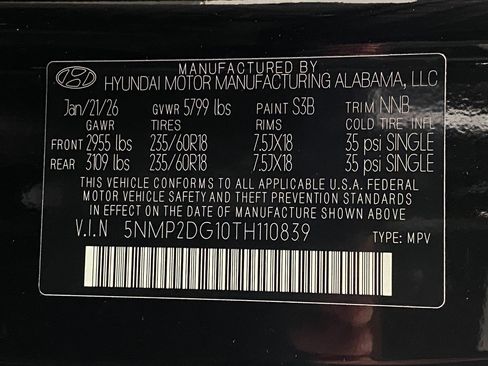 MANUFACTURED BY
HYUNDAI MOTOR MANUFACTURING ALABAMA, LLC
Jan/21/26 GVWR 5799 lbs PAINT S3B TRIM NNB
GAWR TIRES RIMS COLD TIRE INFL
FRONT 2955 lbs 235/60R18 7.5JX18 35 psi SINGLE
REAR 3109 lbs 235/60R18 7.5JX18 35 psi SINGLE
THIS VEHICLE CONFORMS TO ALL APPLICABLE U.S.A. FEDERAL
MOTOR VEHICLE SAFETY AND THEFT PREVENTION STANDARDS
IN EFFECT ON THE DATE OF MANUFACTURE SHOWN ABOVE.
V.I.N 5NMP2DG10TH110839 TYPE: MPV